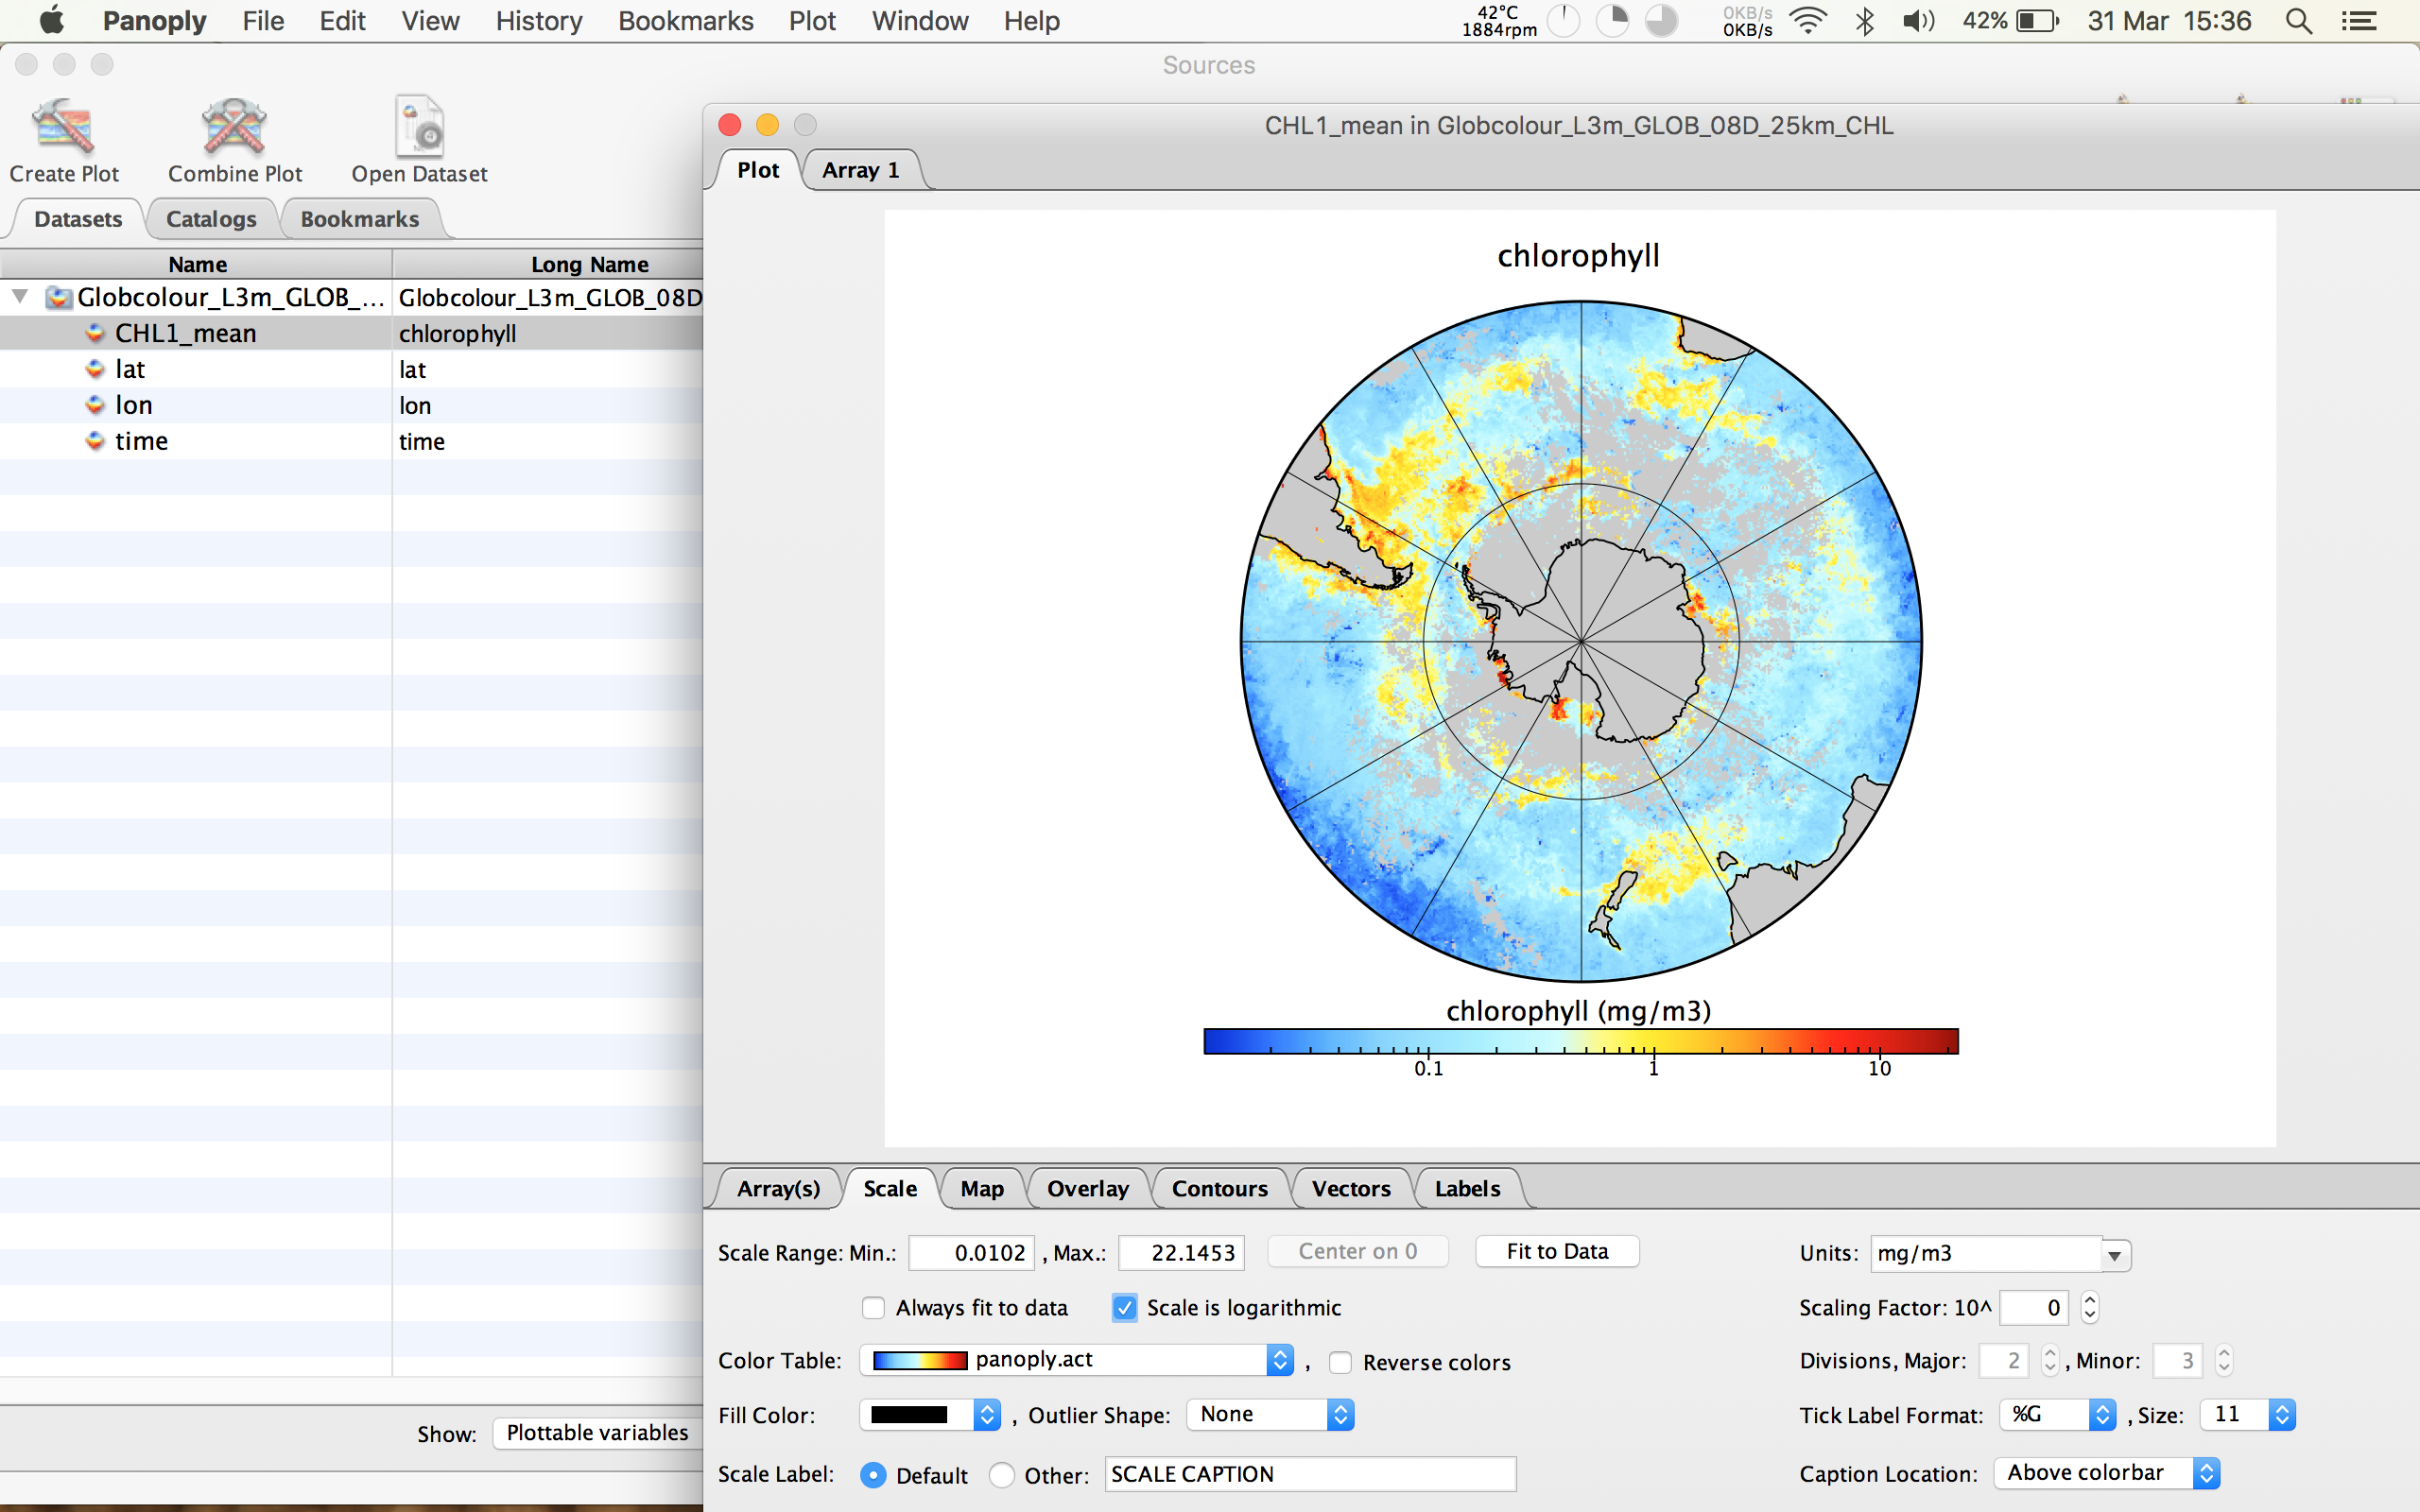 Panoply File Edit View History Bookmarks Plot Window Help 42°C 1884rpm 0KB/s 0KB/s 42% 31 Mar 15:36
Sources
Create Plot Combine Plot Open Dataset
Datasets Catalogs Bookmarks
Name Long Name
Globcolour_L3m_GLOB_... Globcolour_L3m_GLOB_08D
CHL1_mean chlorophyll
lat lat
lon lon
time time
Show: Plottable variables
CHL1_mean in Globcolour_L3m_GLOB_08D_25km_CHL
Plot Array 1
chlorophyll
chlorophyll (mg/m3)
0.1 1 10
Array(s) Scale Map Overlay Contours Vectors Labels
Scale Range: Min.: 0.0102 , Max.: 22.1453 Center on 0 Fit to Data Units: mg/m3
Always fit to data Scale is logarithmic Scaling Factor: 10^ 0
Color Table: panoply.act , Reverse colors Divisions, Major: 2 , Minor: 3
Fill Color: , Outlier Shape: None Tick Label Format: %G , Size: 11
Scale Label: Default Other: SCALE CAPTION Caption Location: Above colorbar